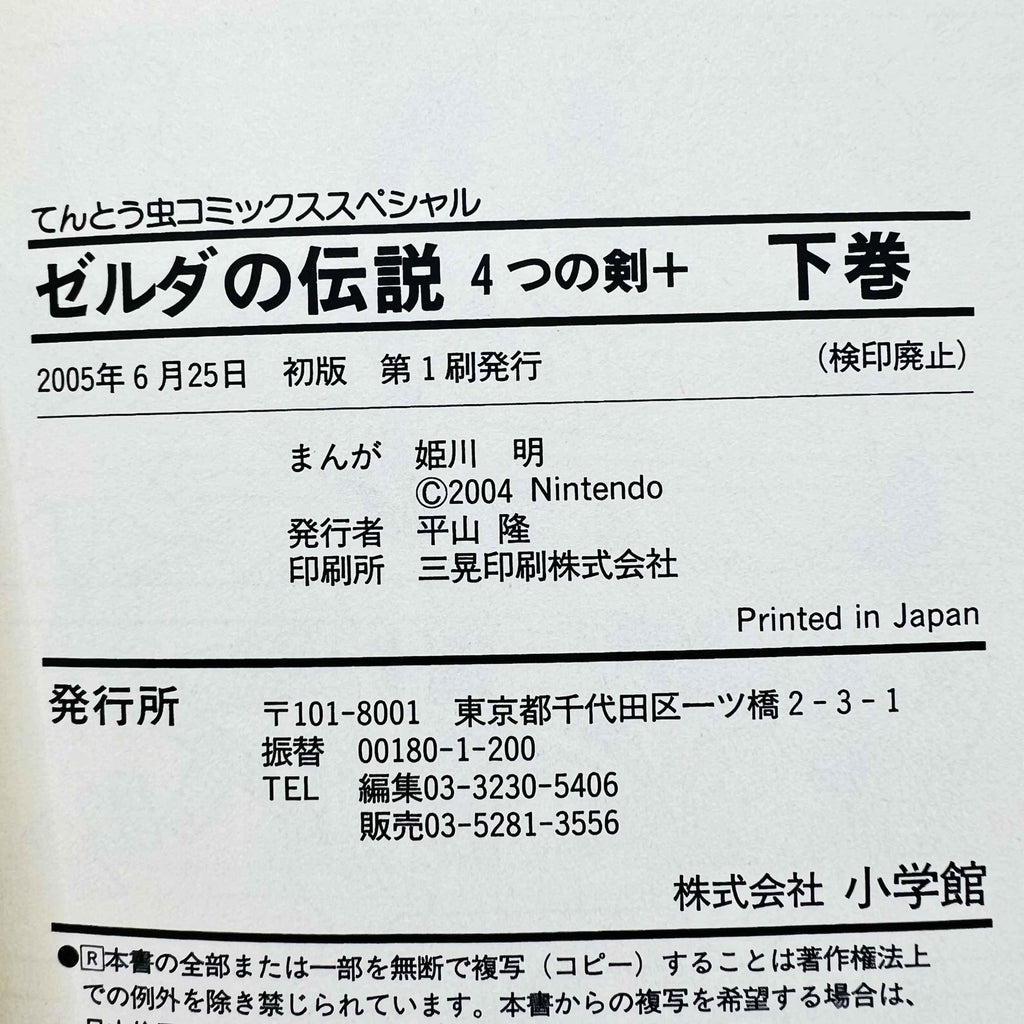 てんとう虫コミックススペシャル
ゼルダの伝説 4つの剣+ 下巻
2005年6月25日 初版 第1刷発行 (検印廃止)
まんが 姫川 明
©2004 Nintendo
発行者 平山 隆
印刷所 三晃印刷株式会社
Printed in Japan
発行所 〒101-8001 東京都千代田区一ツ橋2-3-1
振替 00180-1-200
TEL 編集03-3230-5406
販売03-5281-3556
株式会社 小学館
●Ⓡ本書の全部または一部を無断で複写(コピー)することは著作権法上
での例外を除き禁じられています。本書からの複写を希望する場合は、